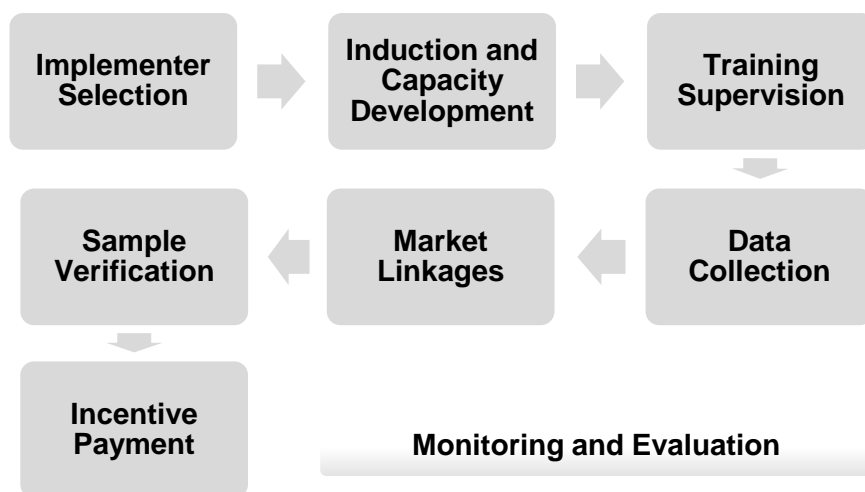 Implementer
Selection
Induction and
Capacity
Development
Training
Supervision
Data
Collection
Market
Linkages
Sample
Verification
Incentive
Payment
Monitoring and Evaluation